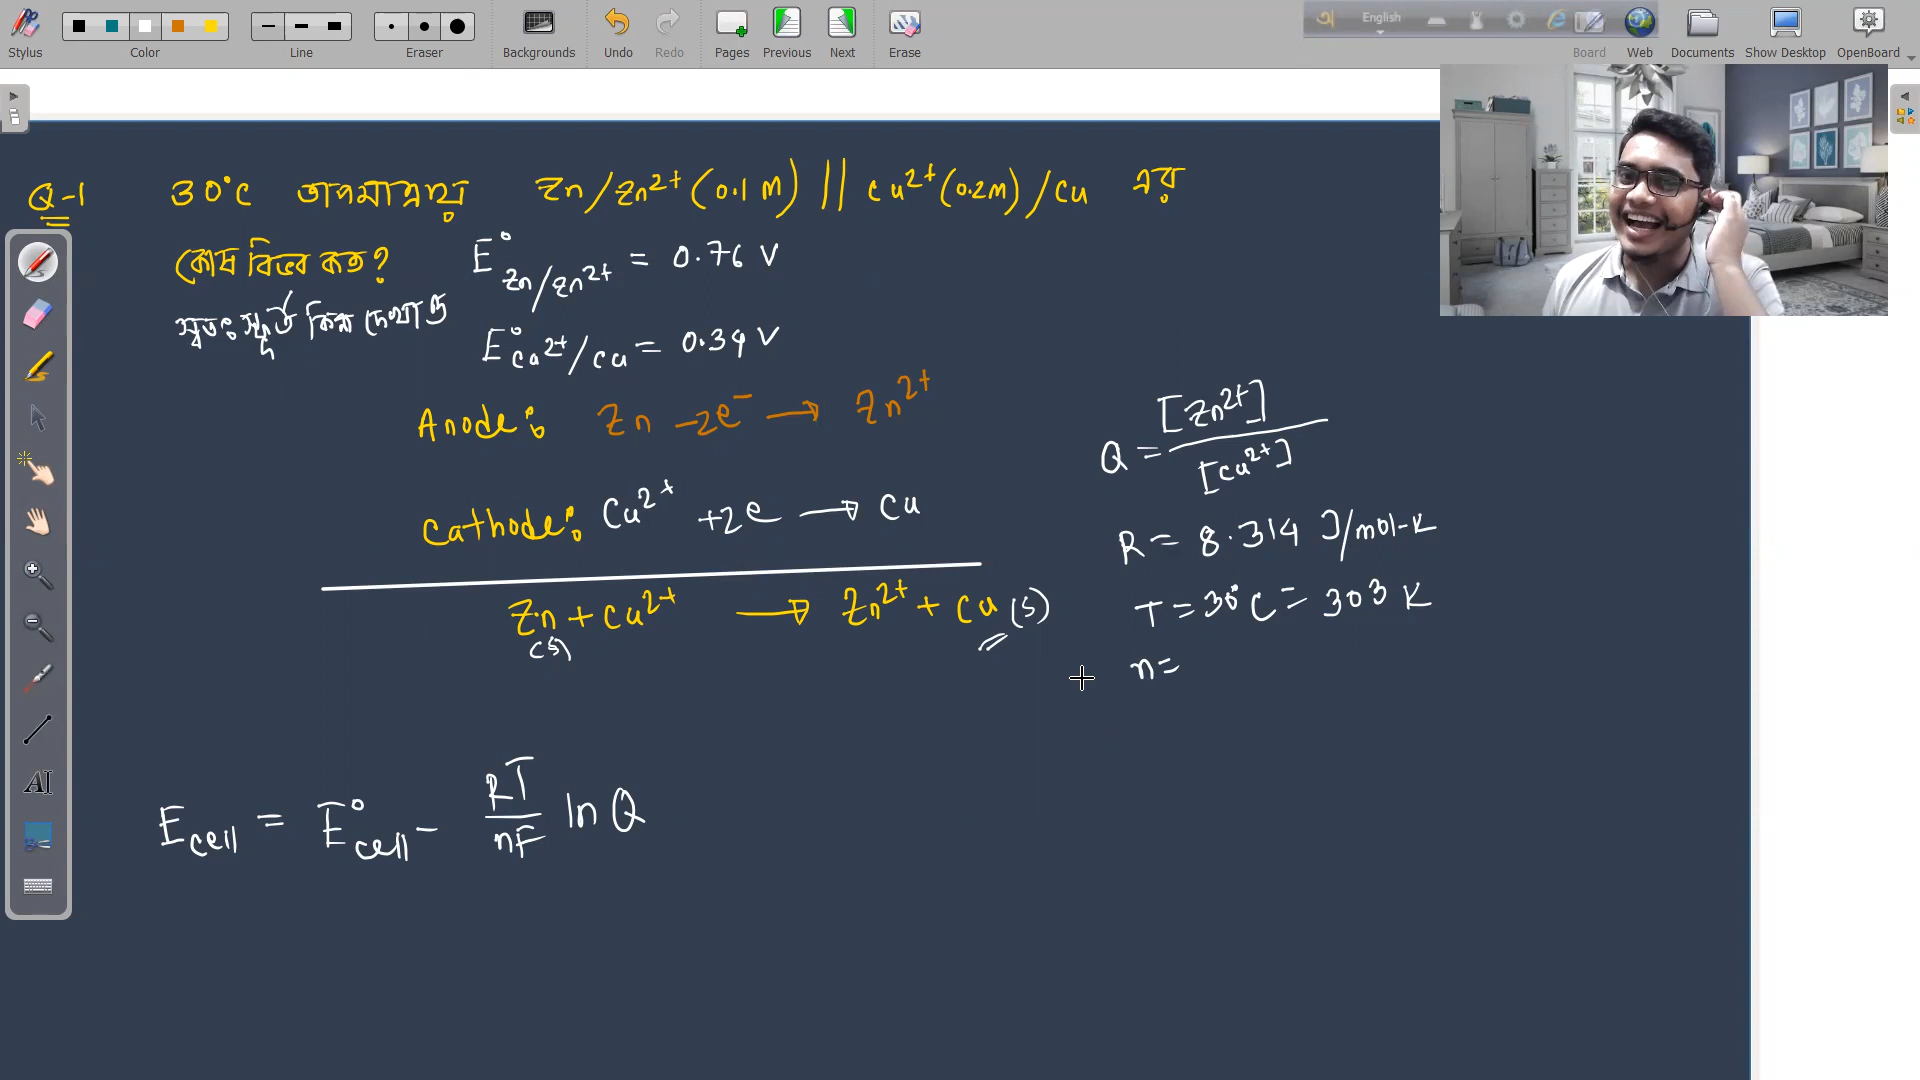 Stylus Color Line Eraser Backgrounds Undo Redo Pages Previous Next Erase
English
Board Web Documents Show Desktop OpenBoard
Q-1 30°C তাপমাত্রায় Zn/Zn²⁺ (0.1 M) || Cu²⁺ (0.2M) / Cu এর
কোষ বিভব কত?
E°Zn/Zn²⁺ = 0.76 V
স্বতঃস্ফূর্ত কিনা দেখাও
E°Cu²⁺/Cu = 0.34 V
Anode: Zn -2e⁻ → Zn²⁺
Cathode: Cu²⁺ +2e → Cu
Zn(s) + Cu²⁺ → Zn²⁺ + Cu (s)
Q = [Zn²⁺] / [Cu²⁺]
R = 8.314 J/mol-K
T = 30°C = 303 K
n =
Ecell = E°cell - RT/nF ln Q
AI